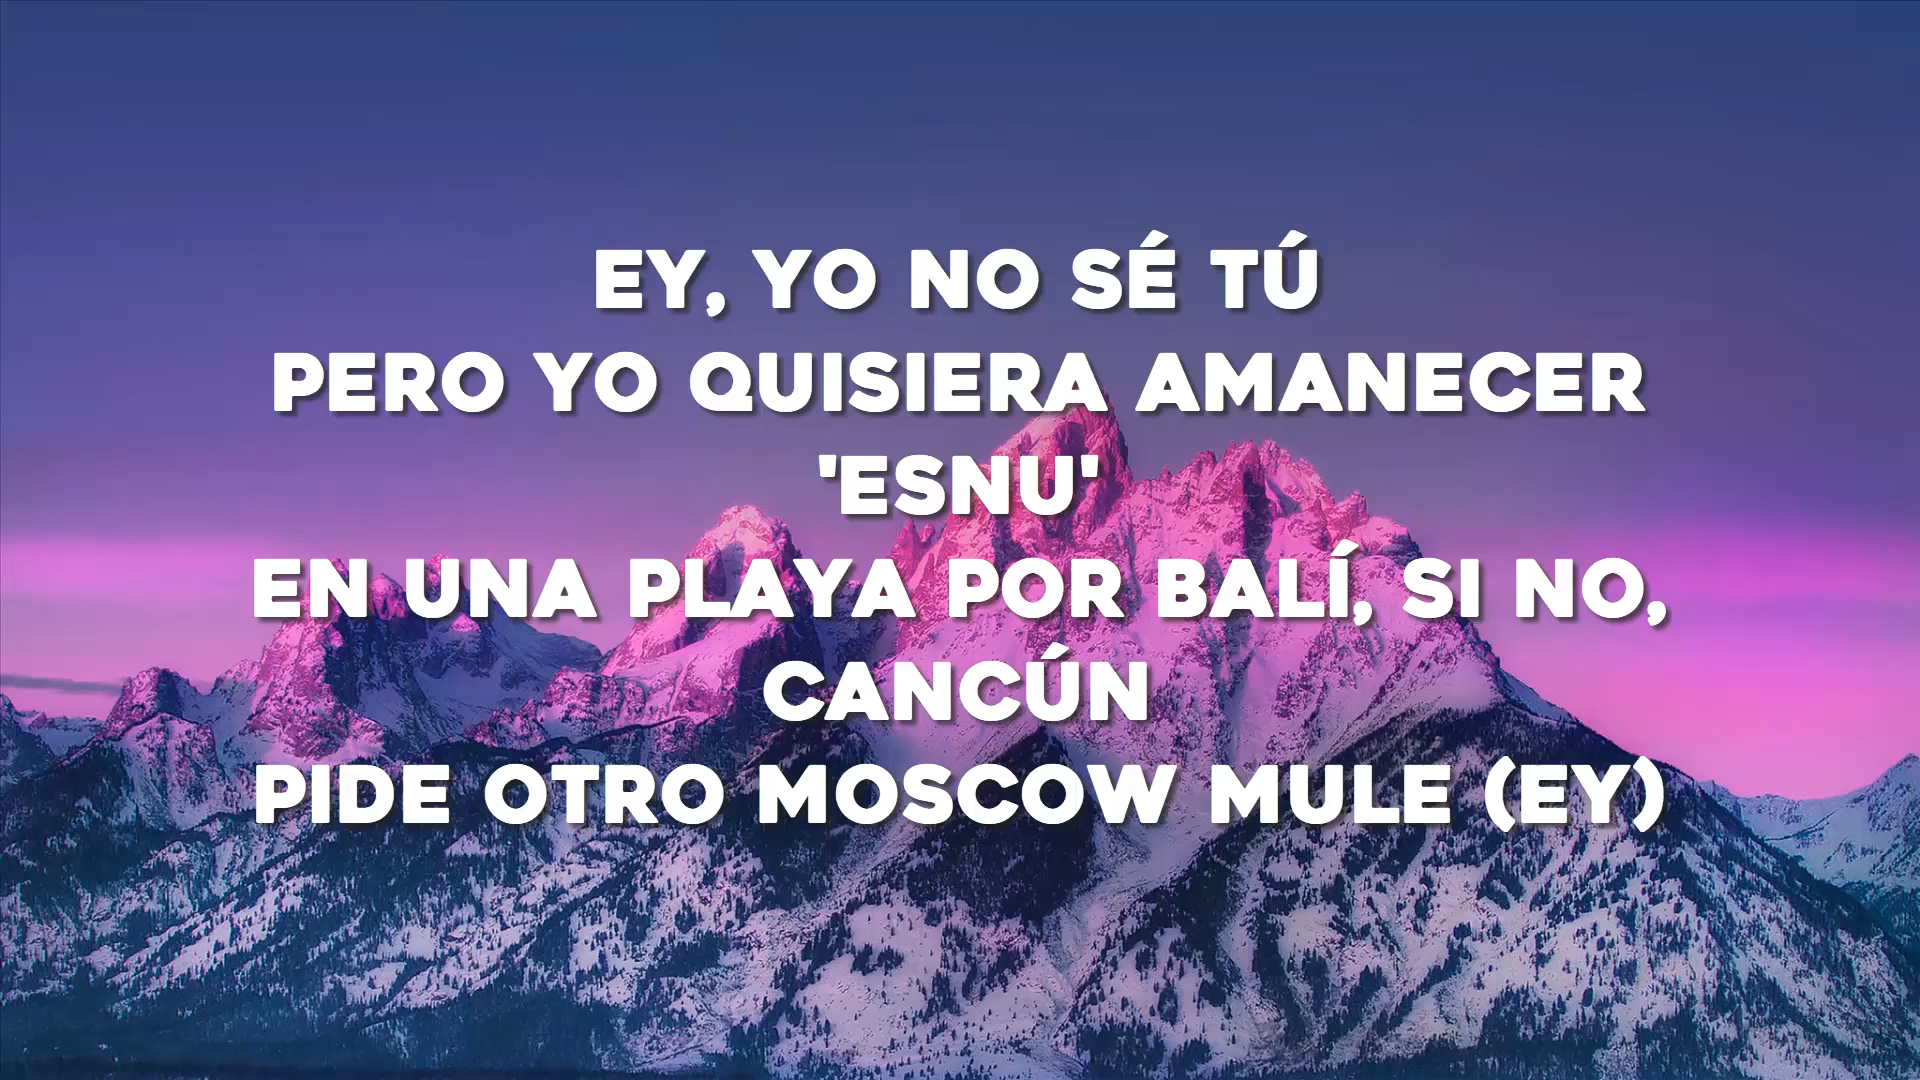 EY, YO NO SÉ TÚ
PERO YO QUISIERA AMANECER
'ESNU'
EN UNA PLAYA POR BALÍ, SI NO,
CANCÚN
PIDE OTRO MOSCOW MULE (EY)